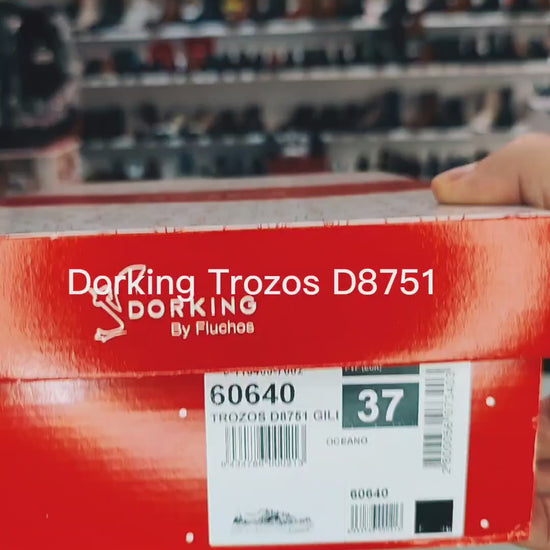 Dorking Trozos D8751
DORKING
By Fluchos
60640
TROZOS D8751 GILI
37
OCEANO
60640